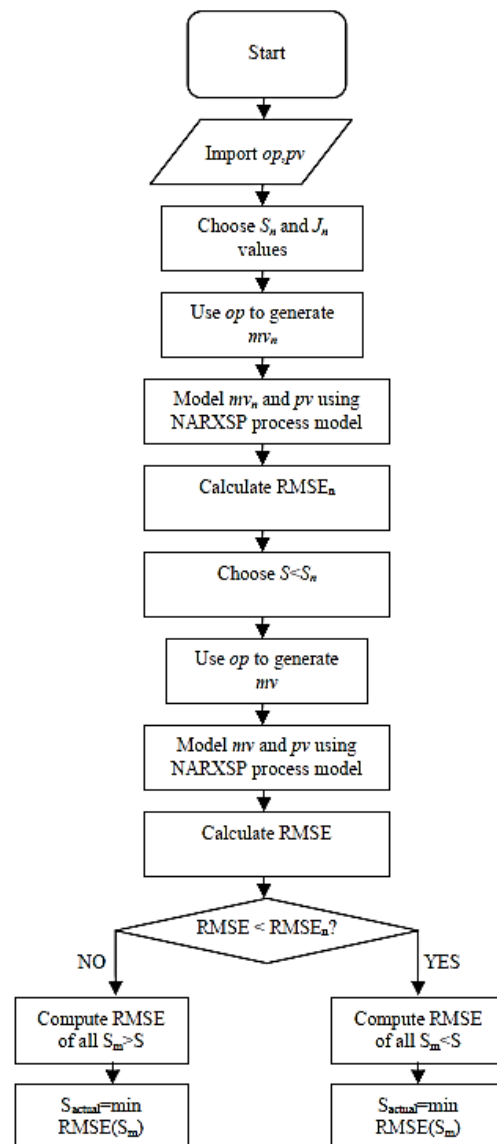 Start
Import op,pv
Choose Sₙ and Jₙ
values
Use op to generate
mvₙ
Model mvₙ and pv using
NARXSP process model
Calculate RMSEₙ
Choose S<Sₙ
Use op to generate
mv
Model mv and pv using
NARXSP process model
Calculate RMSE
RMSE < RMSEₙ?
NO
YES
Compute RMSE
of all Sₘ>S
Compute RMSE
of all Sₘ<S
Sactual=min
RMSE(Sₘ)
Sactual=min
RMSE(Sₘ)